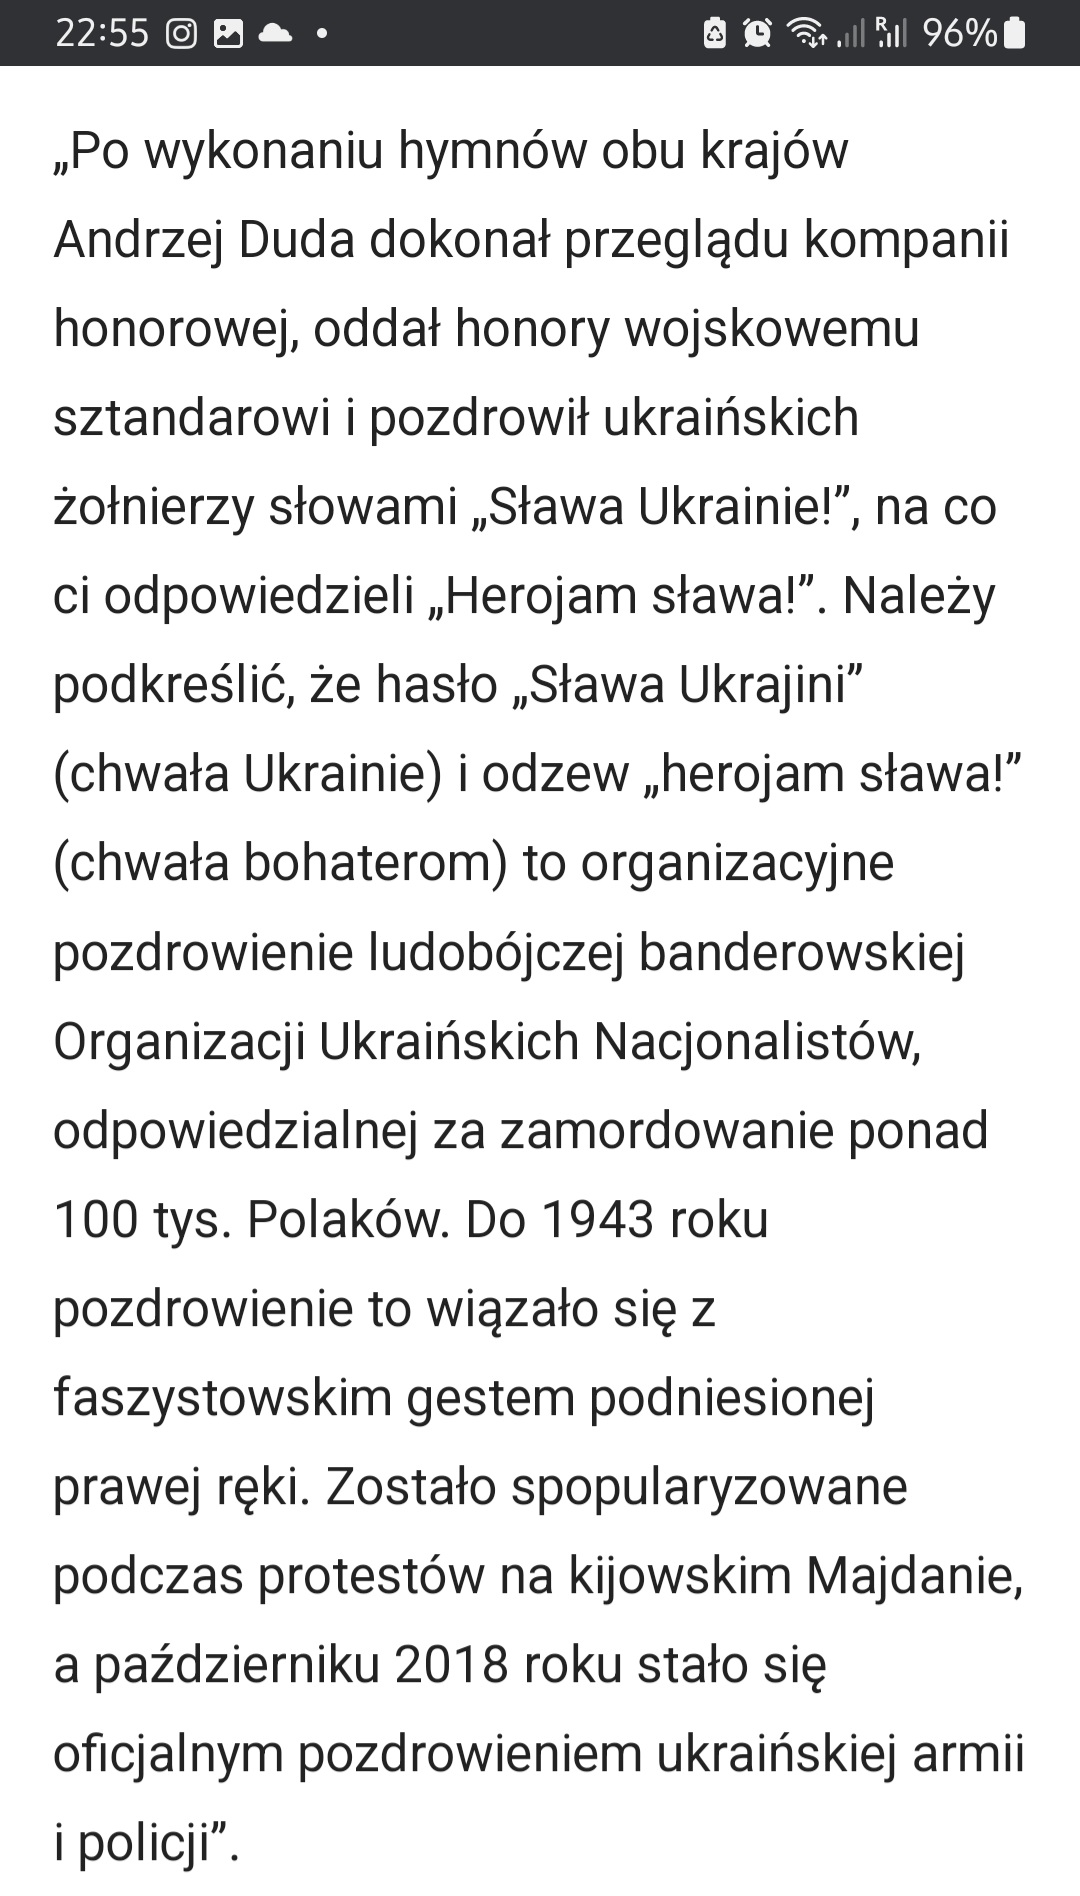 22:55 R 96%
„Po wykonaniu hymnów obu krajów
Andrzej Duda dokonał przeglądu kompanii
honorowej, oddał honory wojskowemu
sztandarowi i pozdrowił ukraińskich
żołnierzy słowami „Sława Ukrainie!”, na co
ci odpowiedzieli „Herojam sława!”. Należy
podkreślić, że hasło „Sława Ukrajini”
(chwała Ukrainie) i odzew „herojam sława!”
(chwała bohaterom) to organizacyjne
pozdrowienie ludobójczej banderowskiej
Organizacji Ukraińskich Nacjonalistów,
odpowiedzialnej za zamordowanie ponad
100 tys. Polaków. Do 1943 roku
pozdrowienie to wiązało się z
faszystowskim gestem podniesionej
prawej ręki. Zostało spopularyzowane
podczas protestów na kijowskim Majdanie,
a październiku 2018 roku stało się
oficjalnym pozdrowieniem ukraińskiej armii
i policji”.